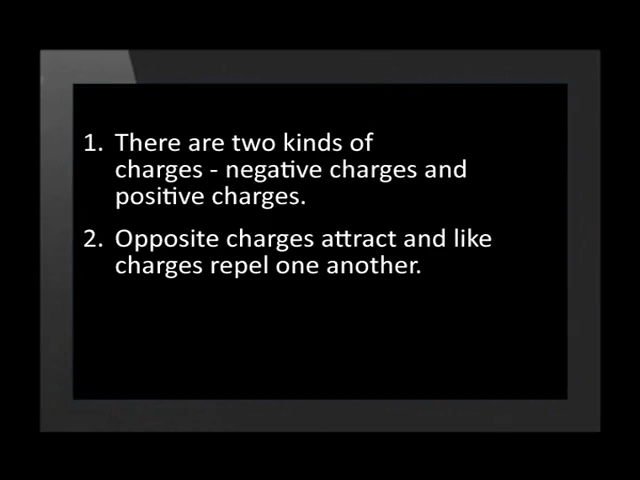 1. There are two kinds of
charges - negative charges and
positive charges.
2. Opposite charges attract and like
charges repel one another.